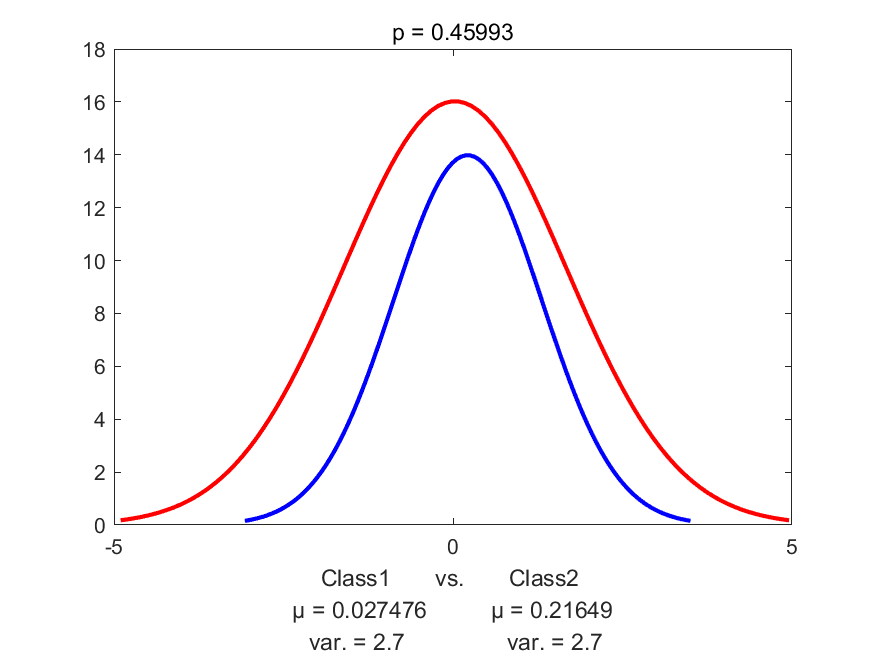 p = 0.45993
18
16
14
12
10
8
6
4
2
0
-5 0 5
Class1 vs. Class2
μ = 0.027476 μ = 0.21649
var. = 2.7 var. = 2.7